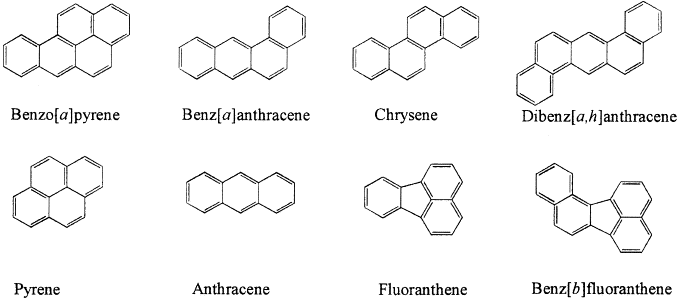 Benzo[a]pyrene
Benz[a]anthracene
Chrysene
Dibenz[a,h]anthracene
Pyrene
Anthracene
Fluoranthene
Benz[b]fluoranthene